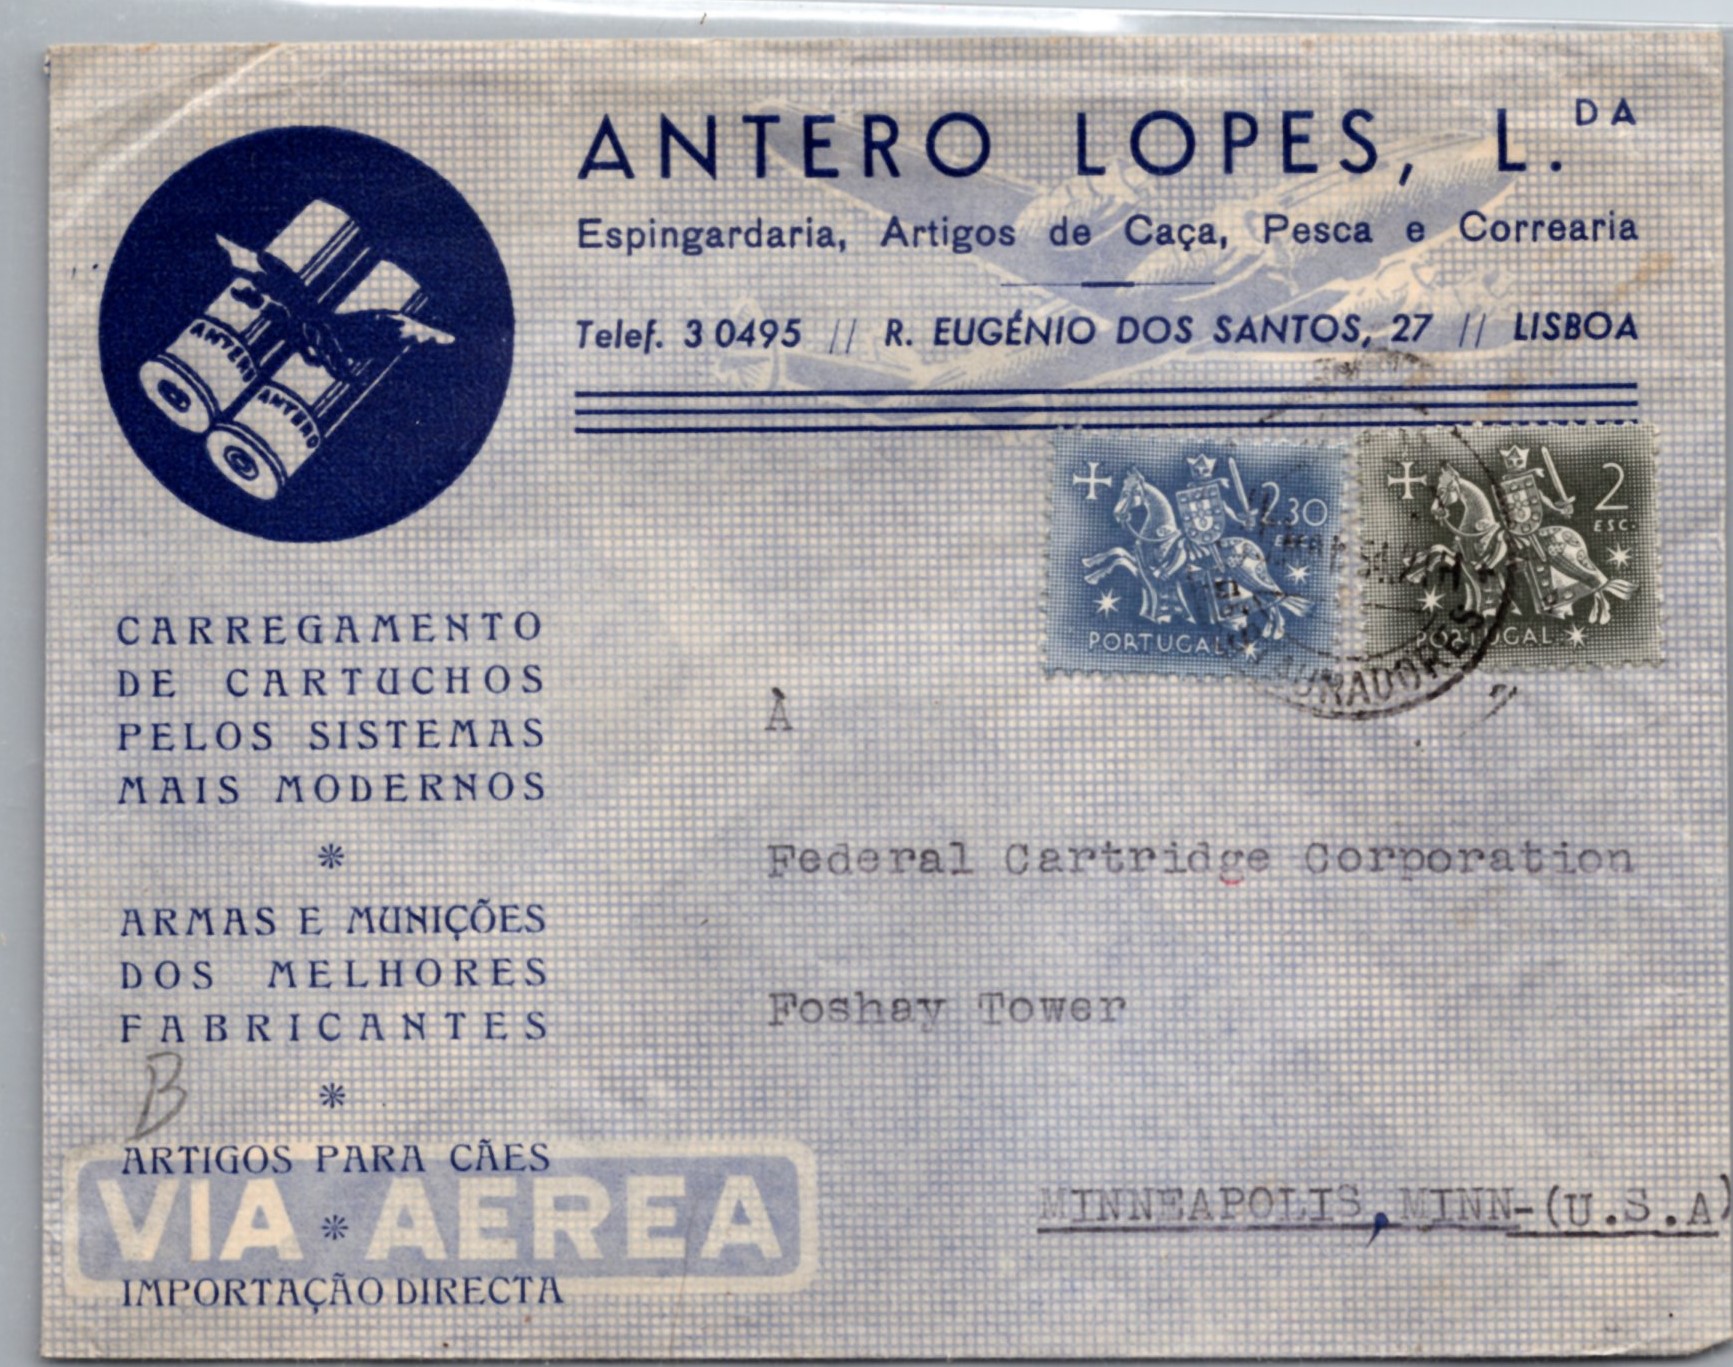 ANTERO LOPES, L.DA
Espingardaria, Artigos de Caça, Pesca e Correaria
Telef. 3 0495 // R. EUGÉNIO DOS SANTOS, 27 // LISBOA
ANTERO
ANTERO
2,30
PORTUGAL
2
ESC.
PORTUGAL
CARREGAMENTO
DE CARTUCHOS
PELOS SISTEMAS
MAIS MODERNOS
*
ARMAS E MUNIÇÕES
DOS MELHORES
FABRICANTES
*
B
ARTIGOS PARA CÃES
VIA AEREA
*
IMPORTAÇÃO DIRECTA
À
Federal Cartridge Corporation
Foshay Tower
MINNEAPOLIS, MINN-(U.S.A)